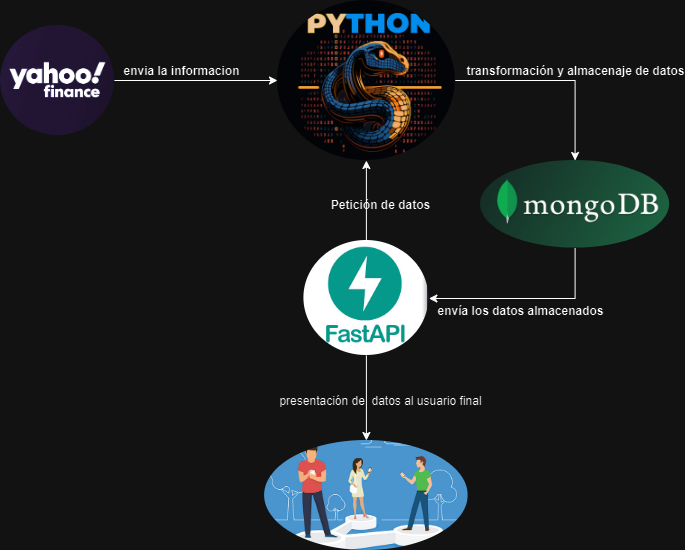 PYTHON
yahoo!
finance
envia la informacion
transformación y almacenaje de datos
Petición de datos
mongoDB
FastAPI
envía los datos almacenados
presentación de datos al usuario final